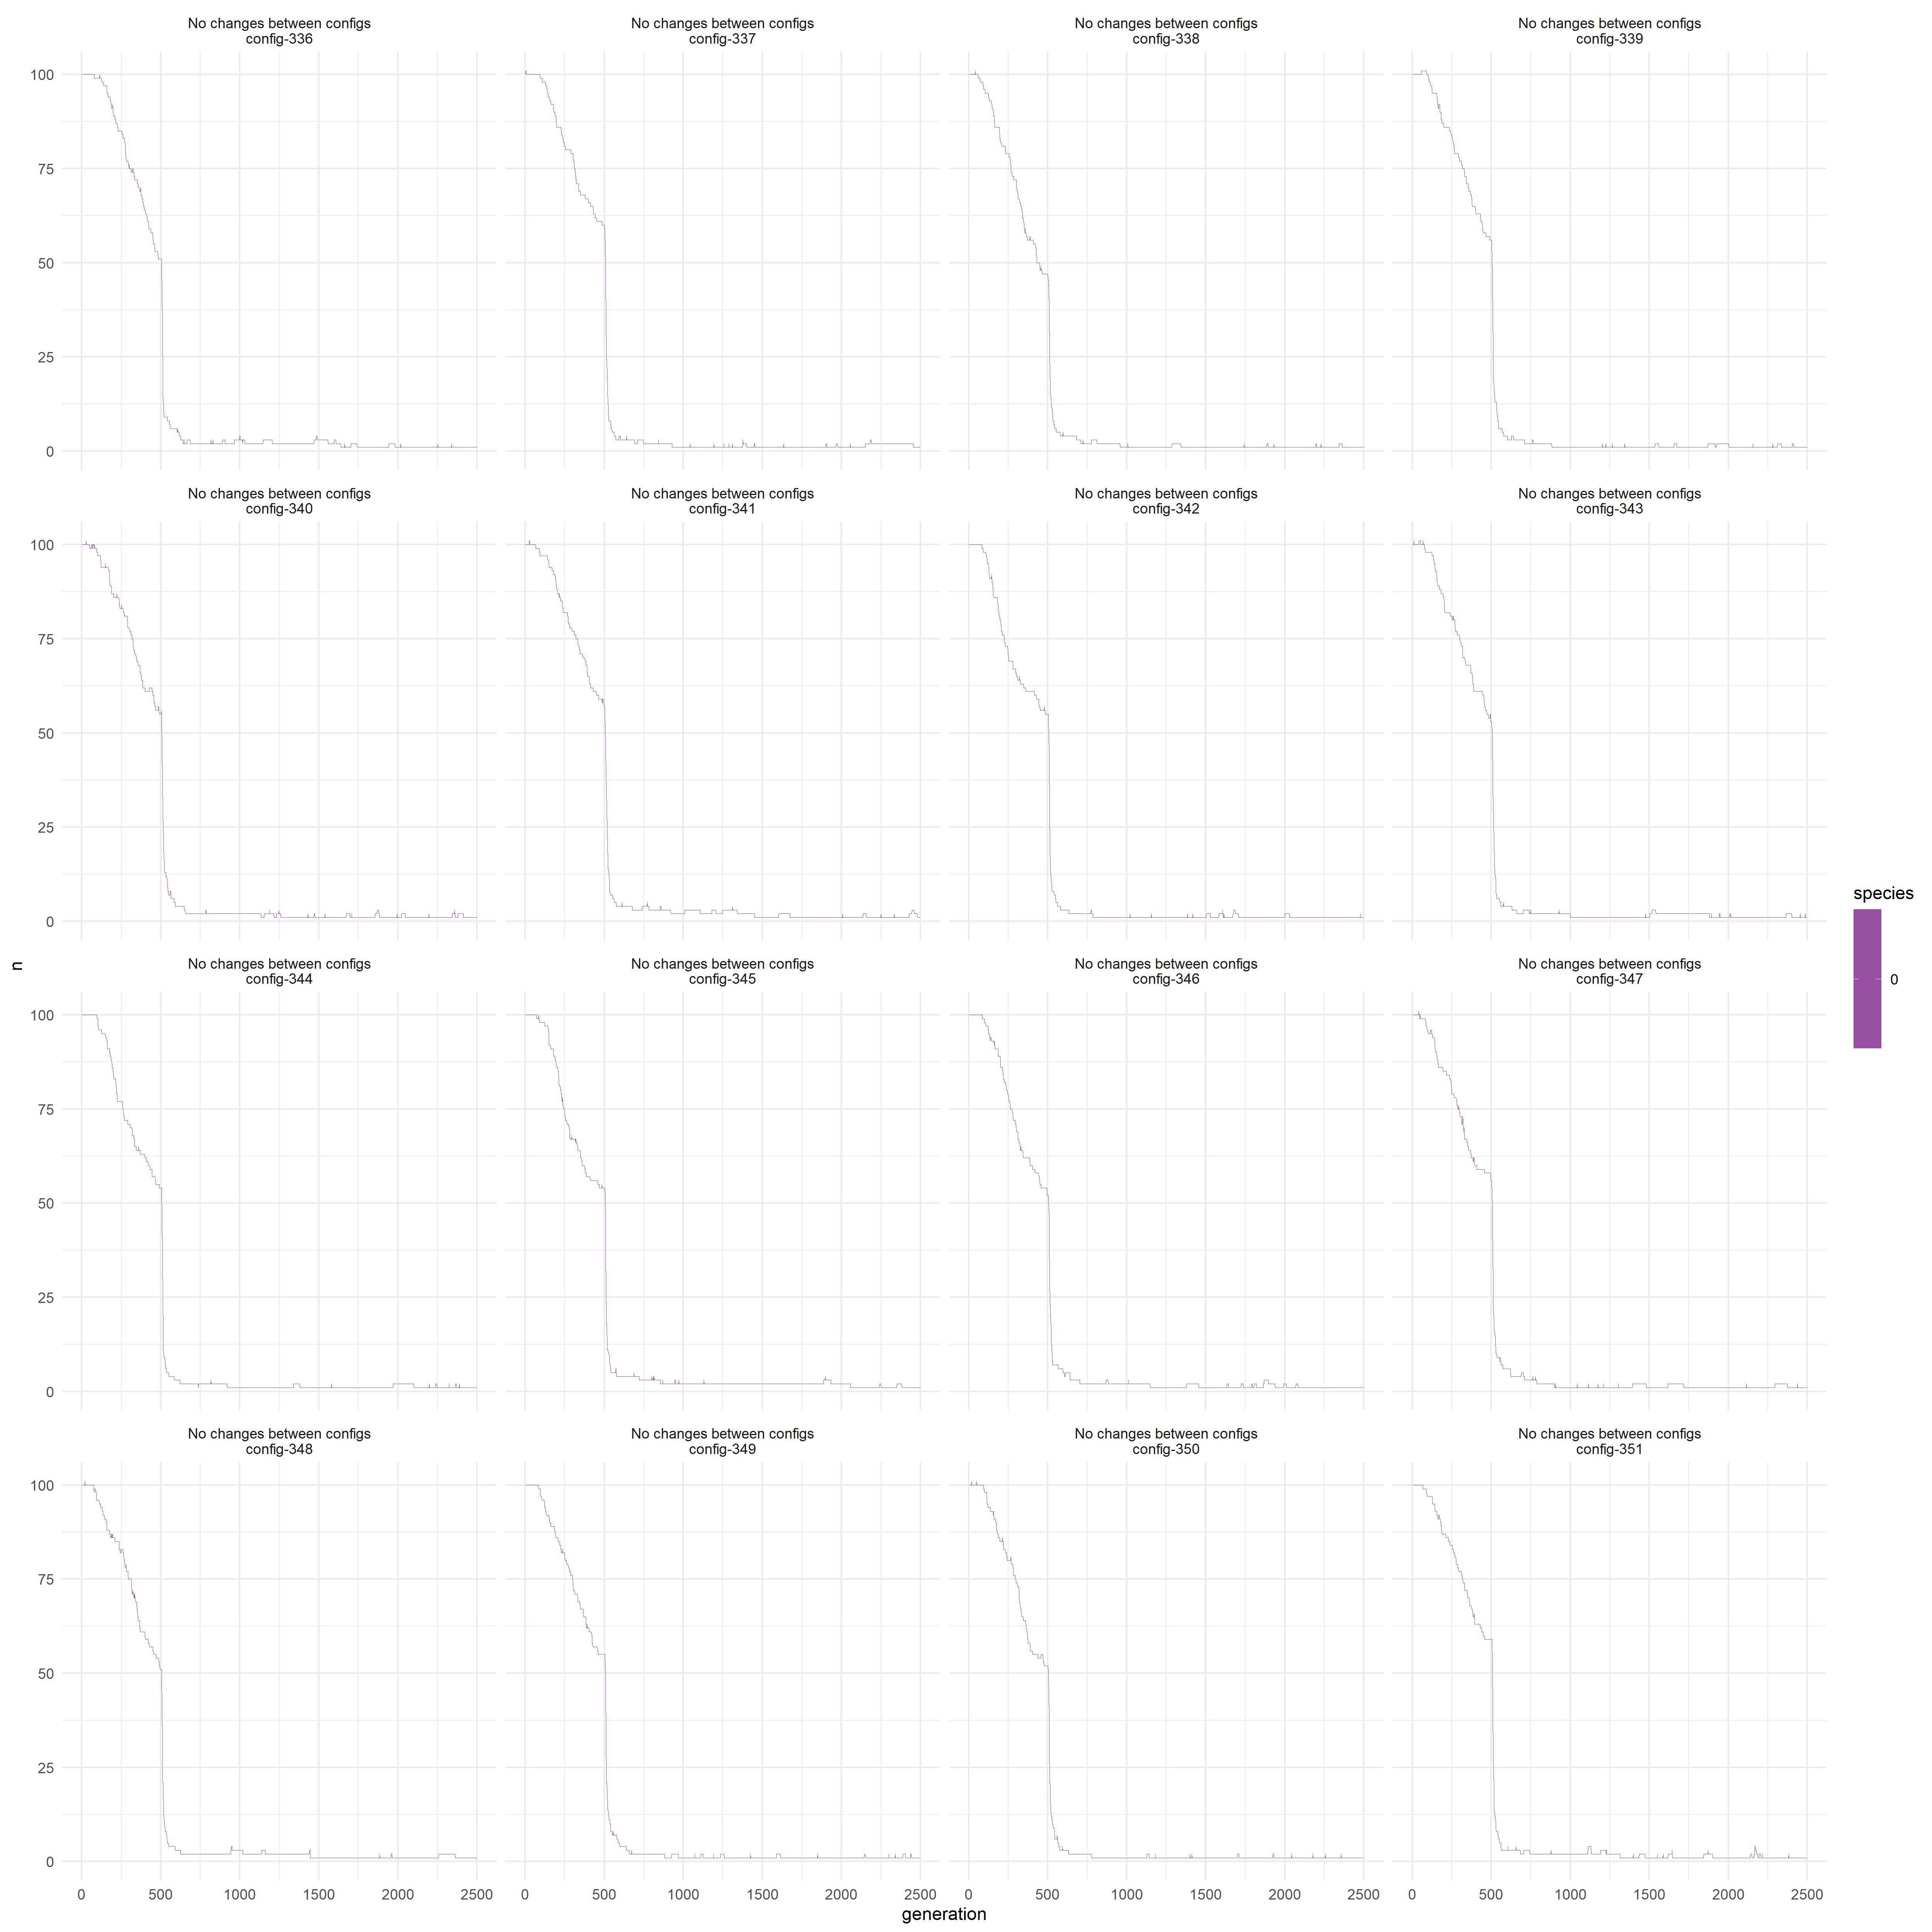 No changes between configs
config-336
No changes between configs
config-337
No changes between configs
config-338
No changes between configs
config-339
100
75
50
25
0
No changes between configs
config-340
No changes between configs
config-341
No changes between configs
config-342
No changes between configs
config-343
100
75
50
25
0
n
No changes between configs
config-344
No changes between configs
config-345
No changes between configs
config-346
No changes between configs
config-347
100
75
50
25
0
No changes between configs
config-348
No changes between configs
config-349
No changes between configs
config-350
No changes between configs
config-351
100
75
50
25
0
0 500 1000 1500 2000 2500
0 500 1000 1500 2000 2500
0 500 1000 1500 2000 2500
0 500 1000 1500 2000 2500
generation
species
0